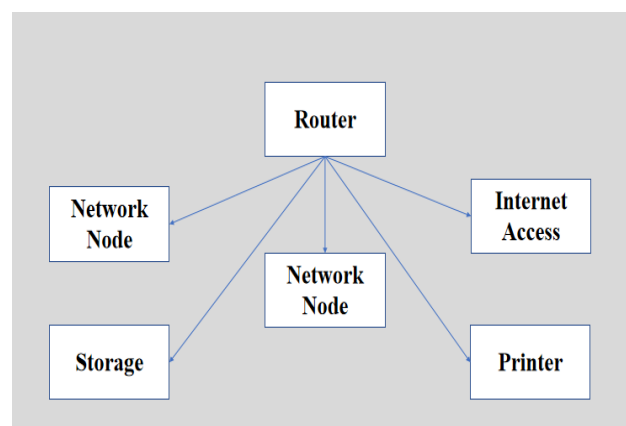 Router
Network
Node
Internet
Access
Network
Node
Storage
Printer